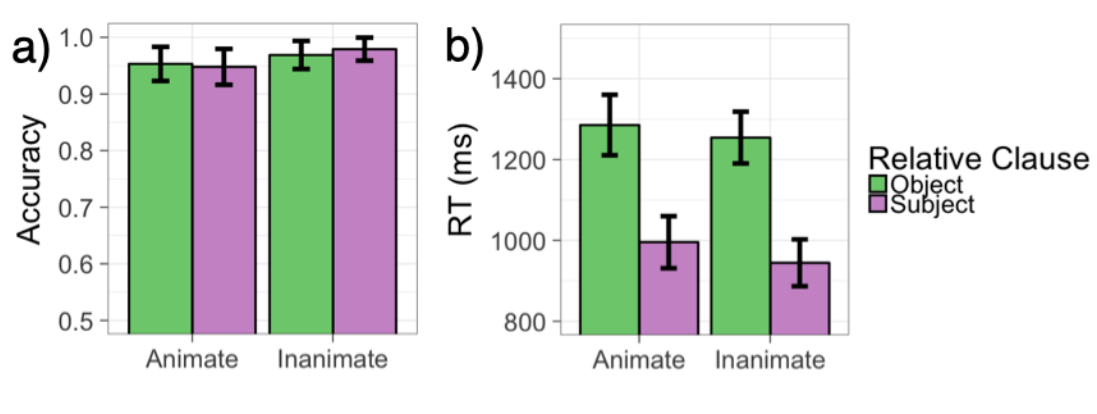 a)
Accuracy
1.0
0.9
0.8
0.7
0.6
0.5
Animate Inanimate
b)
RT (ms)
1400
1200
1000
800
Animate Inanimate
Relative Clause
Object
Subject